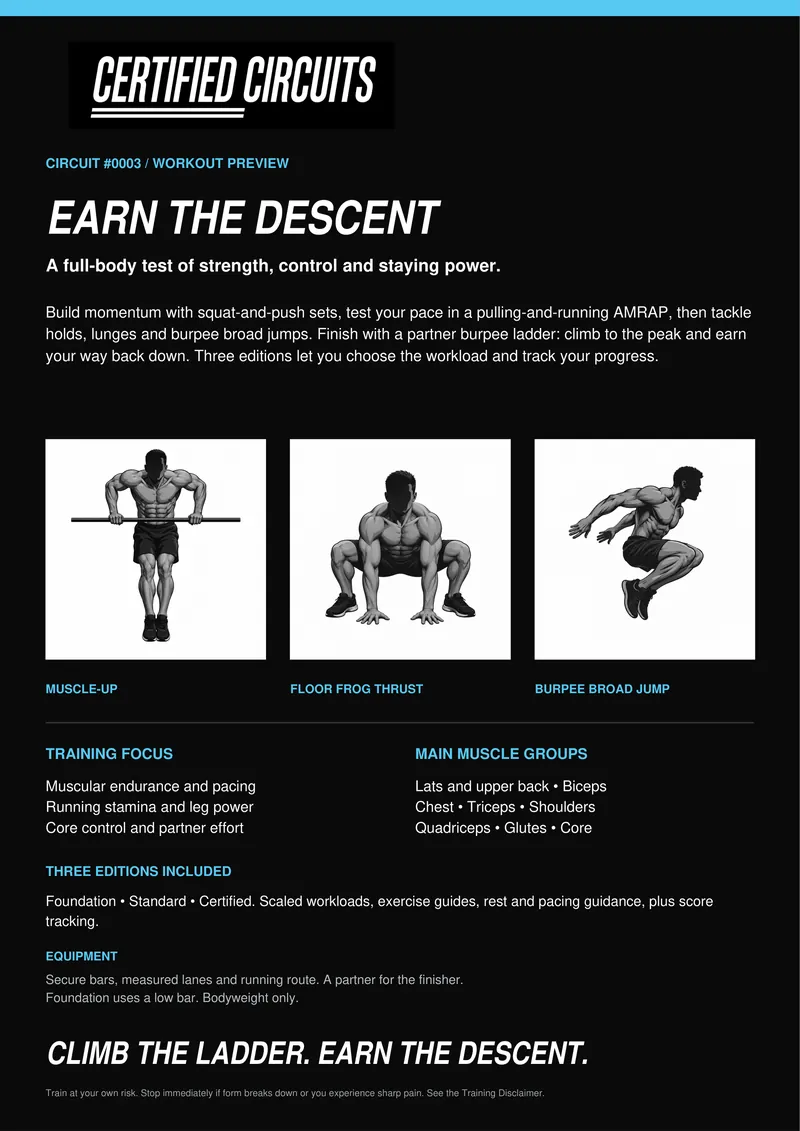 CERTIFIED CIRCUITS
CIRCUIT #0003 / WORKOUT PREVIEW
EARN THE DESCENT
A full-body test of strength, control and staying power.
Build momentum with squat-and-push sets, test your pace in a pulling-and-running AMRAP, then tackle
holds, lunges and burpee broad jumps. Finish with a partner burpee ladder: climb to the peak and earn
your way back down. Three editions let you choose the workload and track your progress.
MUSCLE-UP
FLOOR FROG THRUST
BURPEE BROAD JUMP
TRAINING FOCUS
Muscular endurance and pacing
Running stamina and leg power
Core control and partner effort
MAIN MUSCLE GROUPS
Lats and upper back • Biceps
Chest • Triceps • Shoulders
Quadriceps • Glutes • Core
THREE EDITIONS INCLUDED
Foundation • Standard • Certified. Scaled workloads, exercise guides, rest and pacing guidance, plus score
tracking.
EQUIPMENT
Secure bars, measured lanes and running route. A partner for the finisher.
Foundation uses a low bar. Bodyweight only.
CLIMB THE LADDER. EARN THE DESCENT.
Train at your own risk. Stop immediately if form breaks down or you experience sharp pain. See the Training Disclaimer.